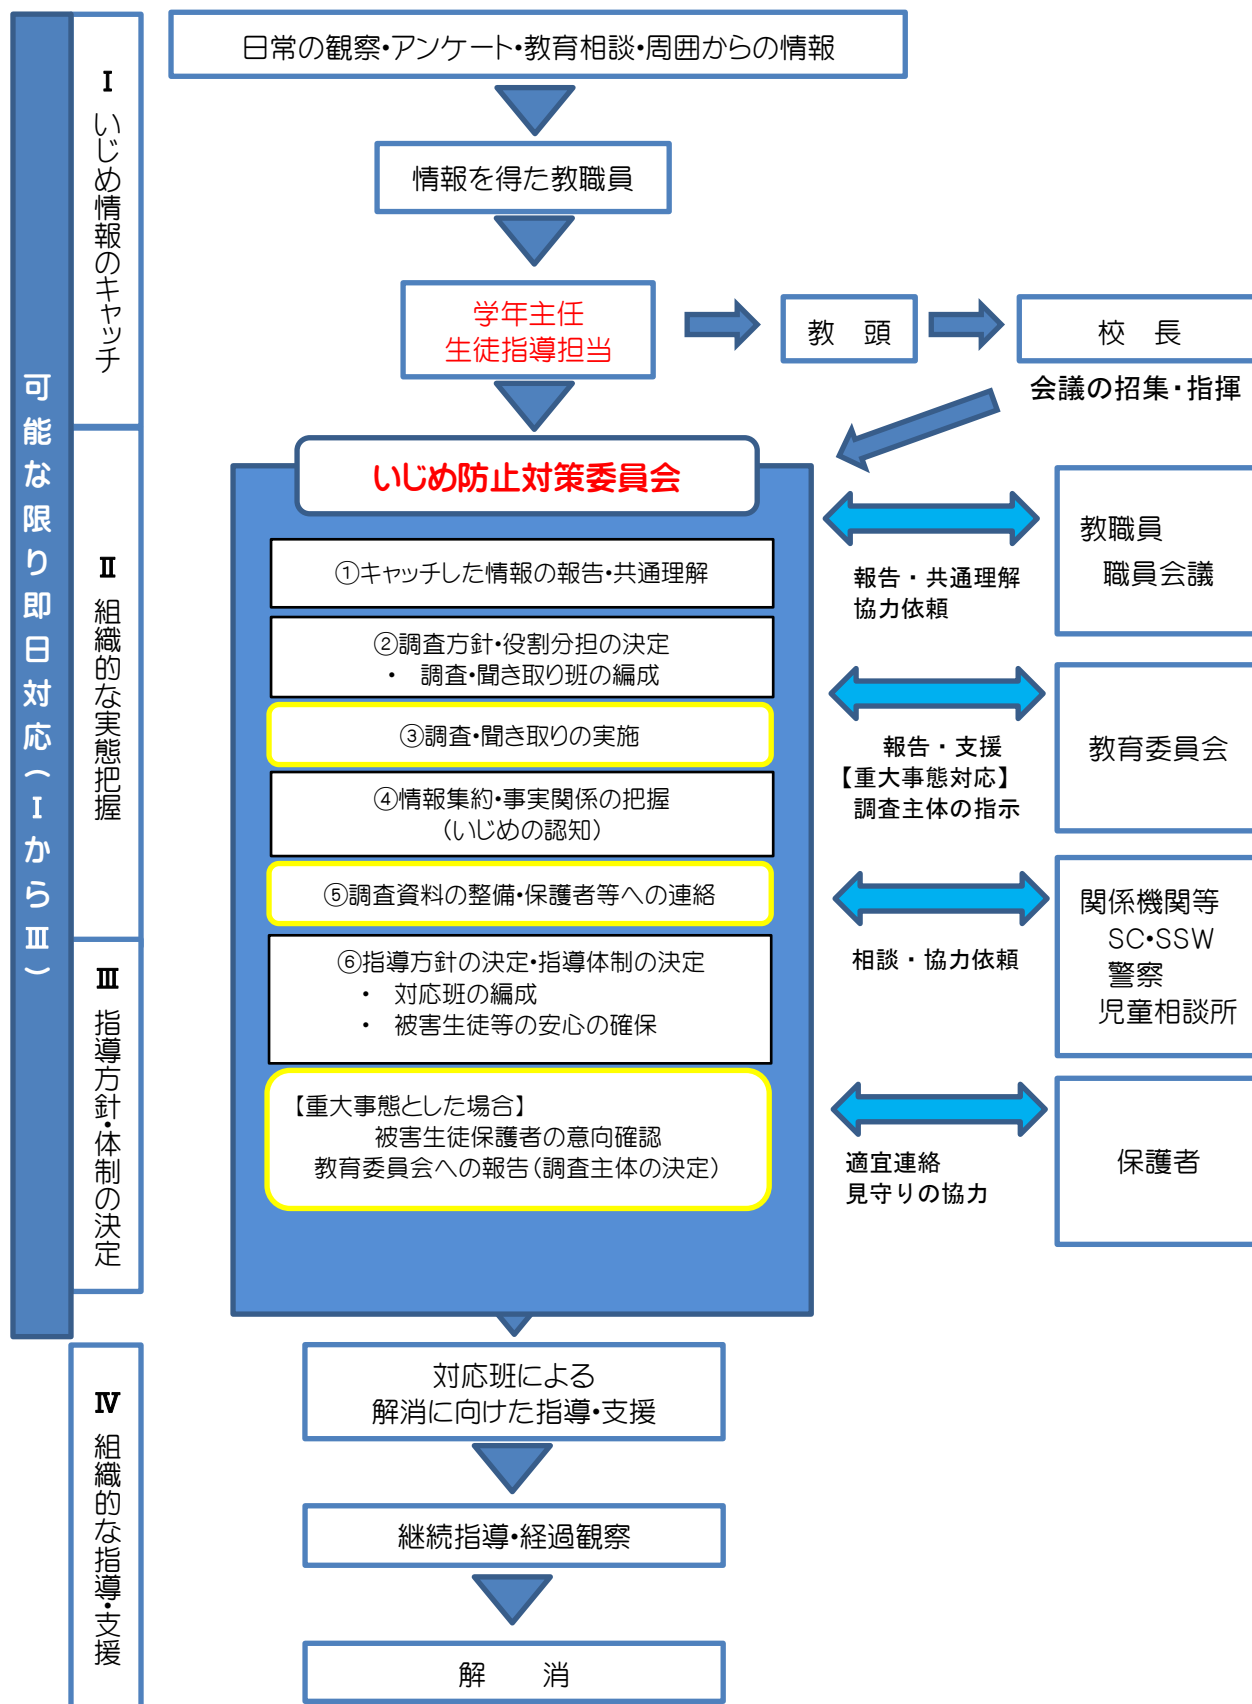 可能な限り即日対応(ⅠからⅢ)
Ⅰ いじめ情報のキャッチ
日常の観察・アンケート・教育相談・周囲からの情報
情報を得た教職員
学年主任
生徒指導担当
教　頭
校　長
会議の招集・指揮
Ⅱ 組織的な実態把握
いじめ防止対策委員会
①キャッチした情報の報告・共通理解
②調査方針・役割分担の決定
・ 調査・聞き取り班の編成
③調査・聞き取りの実施
④情報集約・事実関係の把握
(いじめの認知)
⑤調査資料の整備・保護者等への連絡
Ⅲ 指導方針・体制の決定
⑥指導方針の決定・指導体制の決定
・ 対応班の編成
・ 被害生徒等の安心の確保
【重大事態とした場合】
被害生徒保護者の意向確認
教育委員会への報告(調査主体の決定)
報告・共通理解
協力依頼
教職員
職員会議
報告・支援
【重大事態対応】
調査主体の指示
教育委員会
相談・協力依頼
関係機関等
SC・SSW
警察
児童相談所
適宜連絡
見守りの協力
保護者
Ⅳ 組織的な指導・支援
対応班による
解消に向けた指導・支援
継続指導・経過観察
解　消